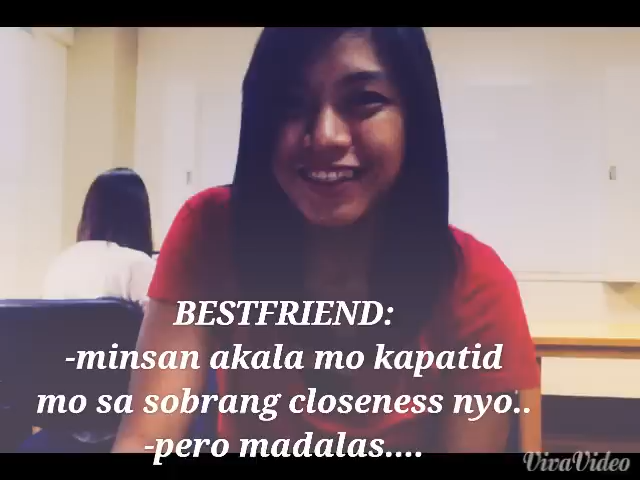 BESTFRIEND:
-minsan akala mo kapatid
mo sa sobrang closeness nyo..
-pero madalas....
VivaVideo